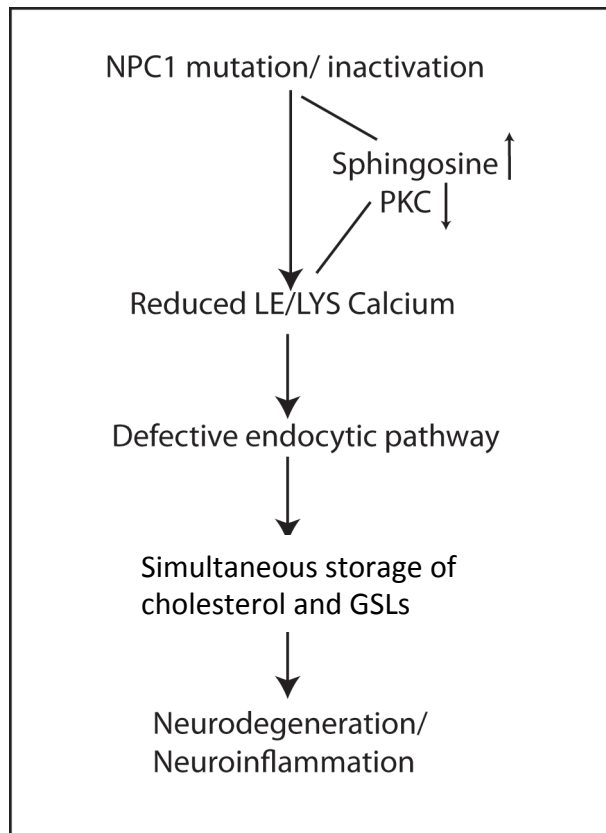 NPC1 mutation/ inactivation
Sphingosine
PKC
Reduced LE/LYS Calcium
Defective endocytic pathway
Simultaneous storage of
cholesterol and GSLs
Neurodegeneration/
Neuroinflammation